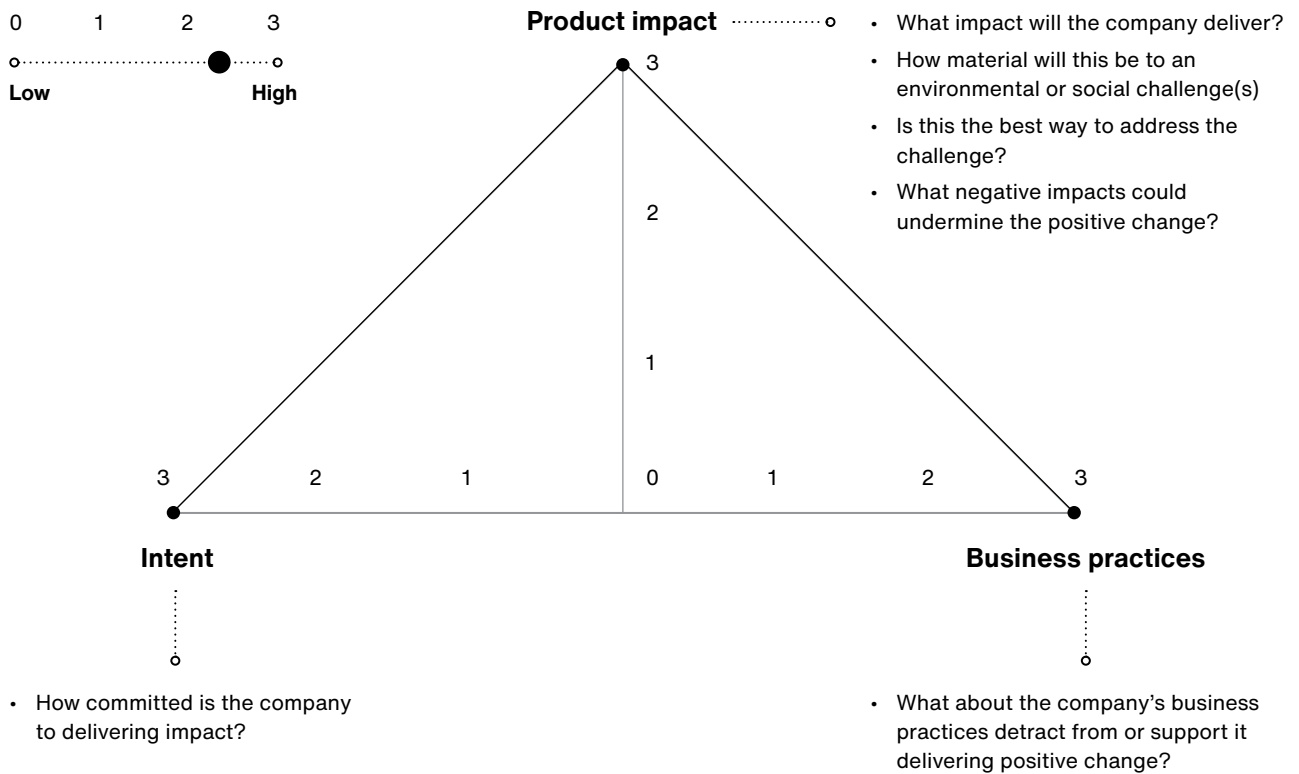 0 1 2 3
Low High
Product impact
• What impact will the company deliver?
• How material will this be to an
environmental or social challenge(s)
• Is this the best way to address the
challenge?
• What negative impacts could
undermine the positive change?
3
2
1
3 2 1 0 1 2 3
Intent
Business practices
• How committed is the company
to delivering impact?
• What about the company’s business
practices detract from or support it
delivering positive change?